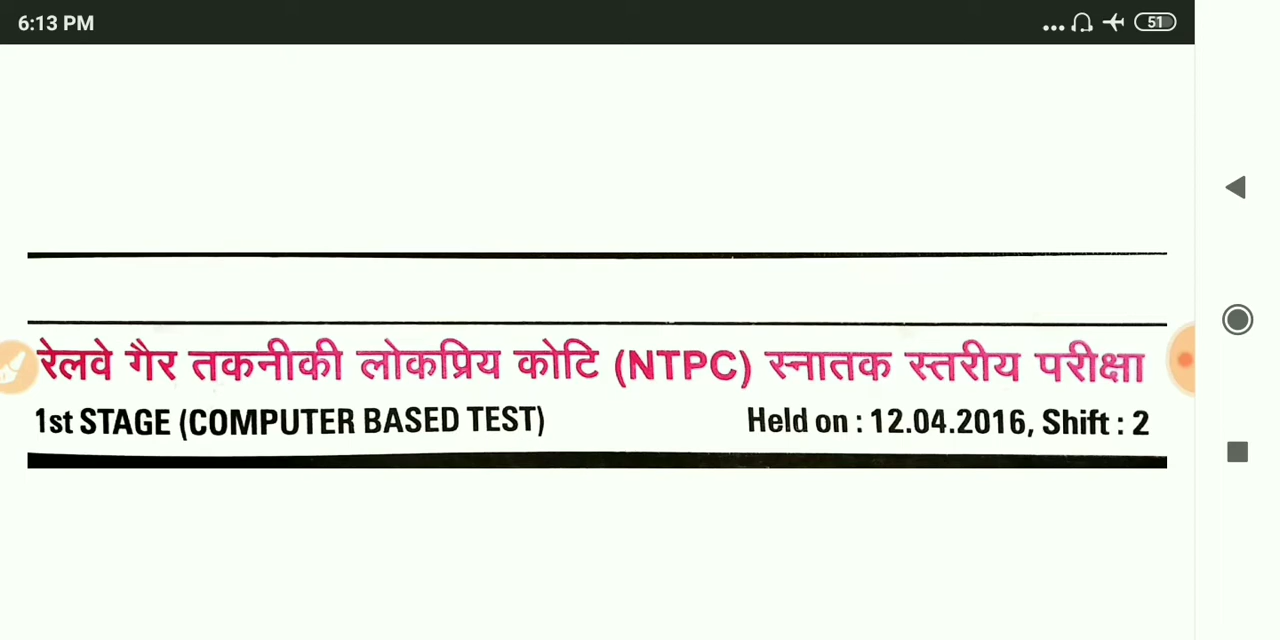 6:13 PM
51
रेलवे गैर तकनीकी लोकप्रिय कोटि (NTPC) स्नातक स्तरीय परीक्षा
1st STAGE (COMPUTER BASED TEST) Held on : 12.04.2016, Shift : 2